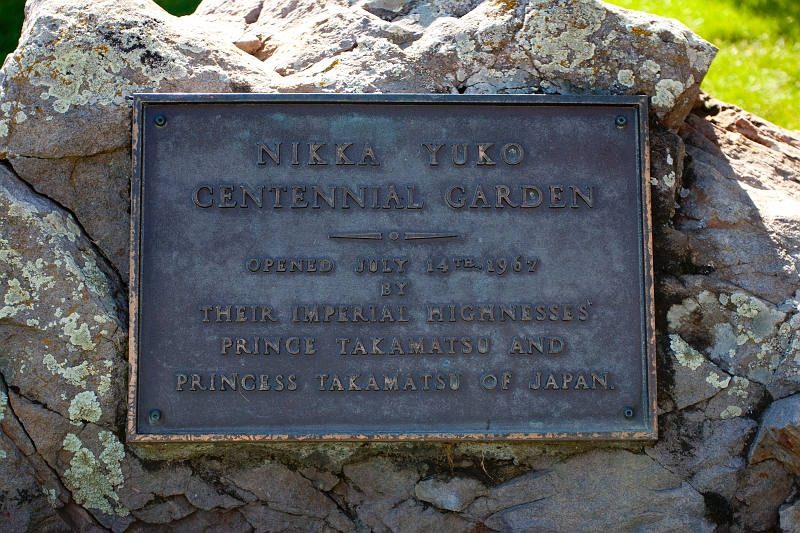 NIKKA YUKO
CENTENNIAL GARDEN
OPENED JULY 14TH., 1967
BY
THEIR IMPERIAL HIGHNESSES'
PRINCE TAKAMATSU AND
PRINCESS TAKAMATSU OF JAPAN.